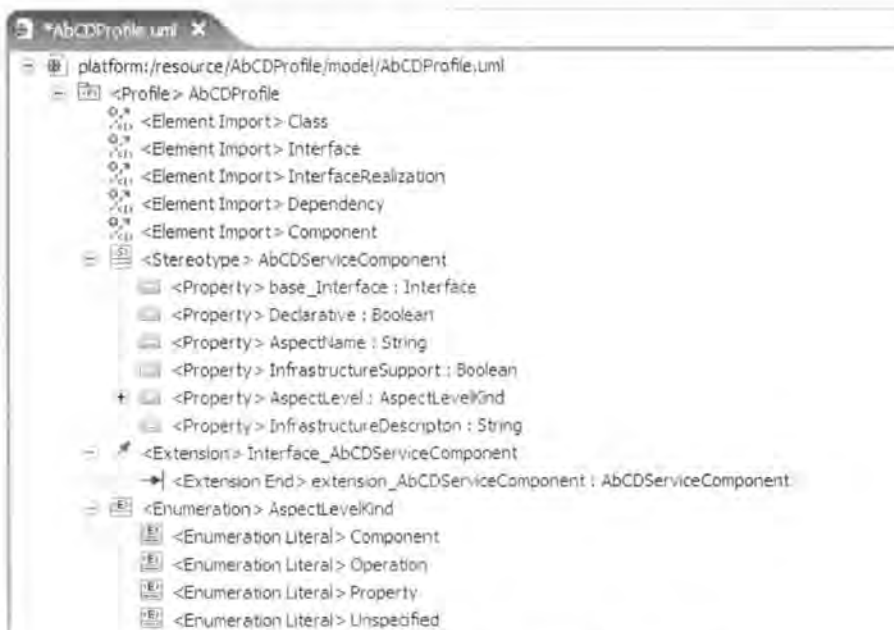 *AbCDProfile.uml
platform:/resource/AbCDProfile/model/AbCDProfile.uml
<Profile> AbCDProfile
<Element Import> Class
<Element Import> Interface
<Element Import> InterfaceRealization
<Element Import> Dependency
<Element Import> Component
<Stereotype> AbCDServiceComponent
<Property> base_Interface : Interface
<Property> Declarative : Boolean
<Property> AspectName : String
<Property> InfrastructureSupport : Boolean
<Property> AspectLevel : AspectLevelKind
<Property> InfrastructureDescripton : String
<Extension> Interface_AbCDServiceComponent
<Extension End> extension_AbCDServiceComponent : AbCDServiceComponent
<Enumeration> AspectLevelKind
<Enumeration Literal> Component
<Enumeration Literal> Operation
<Enumeration Literal> Property
<Enumeration Literal> Unspecified